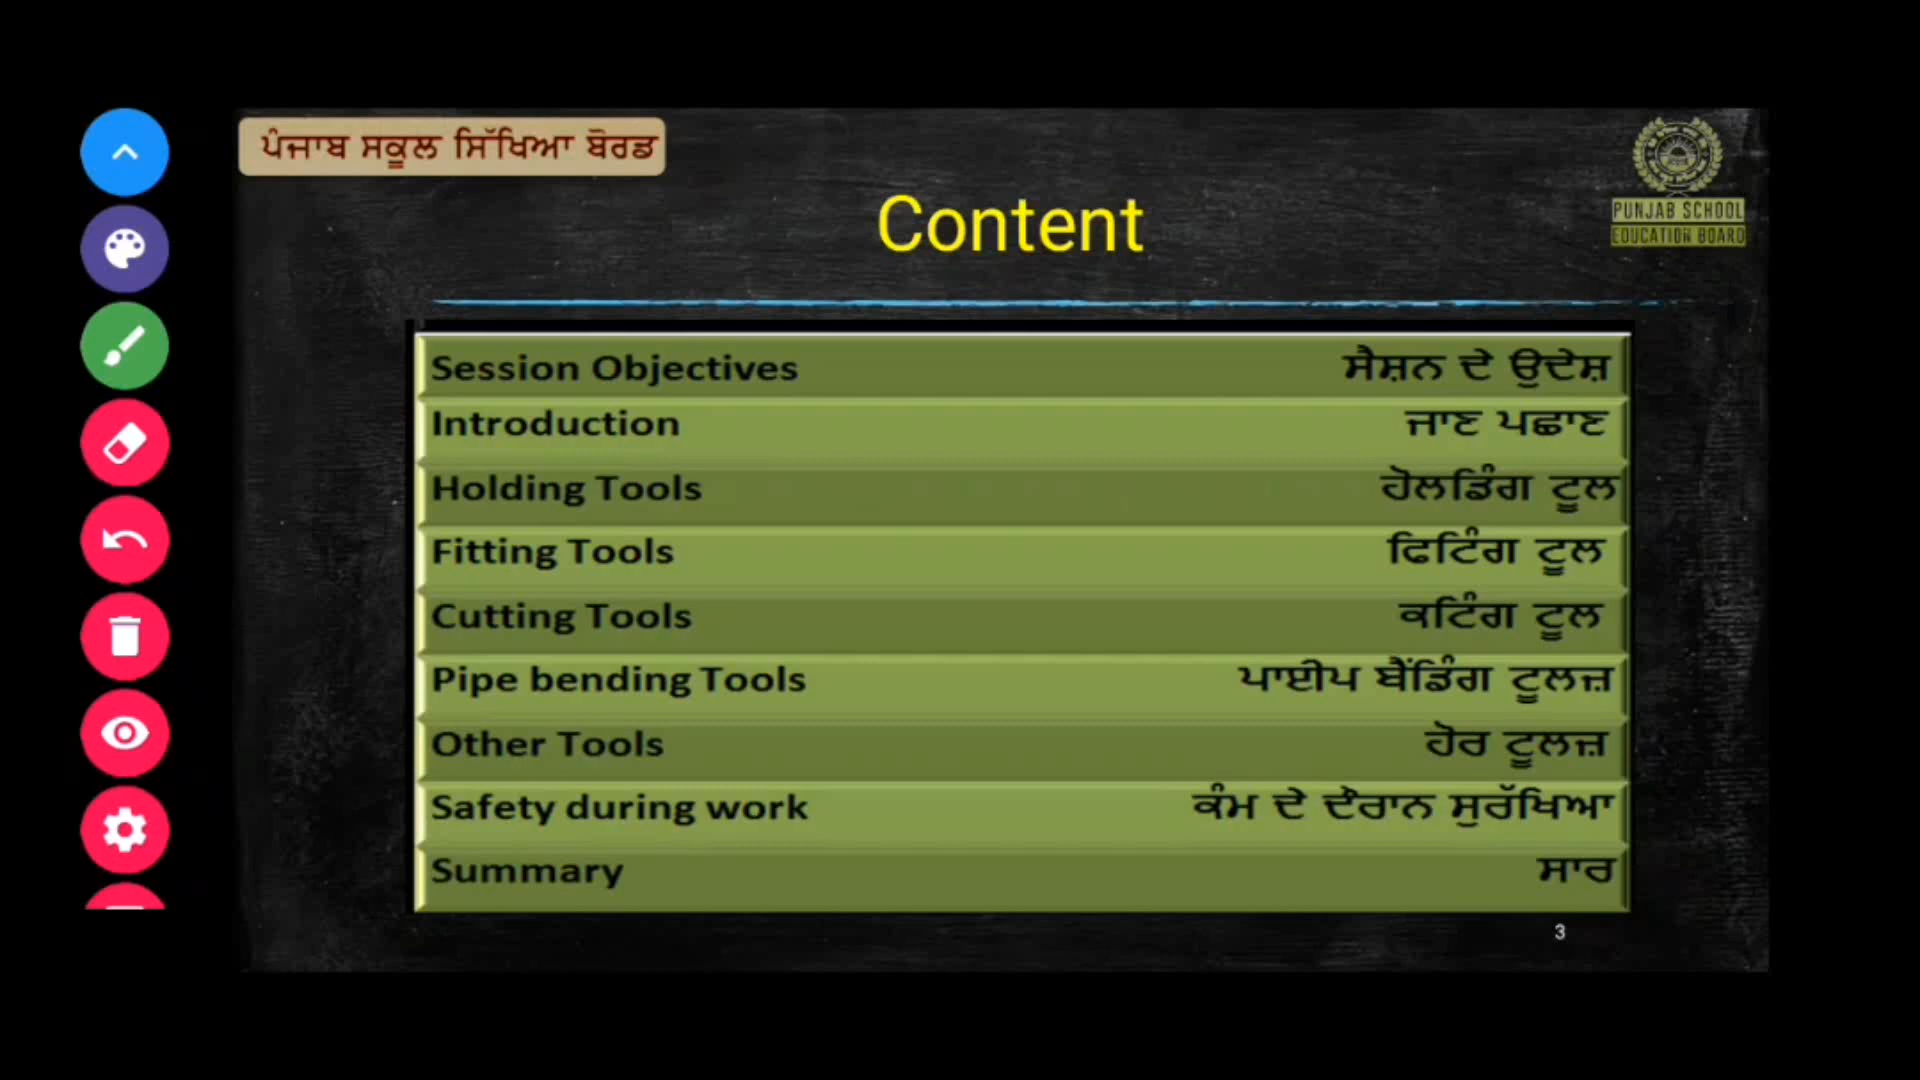 ਪੰਜਾਬ ਸਕੂਲ ਸਿੱਖਿਆ ਬੋਰਡ
PUNJAB SCHOOL
EDUCATION BOARD
Content
Session Objectives ਸੈਸ਼ਨ ਦੇ ਉਦੇਸ਼
Introduction ਜਾਣ ਪਛਾਣ
Holding Tools ਹੋਲਡਿੰਗ ਟੂਲ
Fitting Tools ਫਿਟਿੰਗ ਟੂਲ
Cutting Tools ਕਟਿੰਗ ਟੂਲ
Pipe bending Tools ਪਾਈਪ ਬੈਂਡਿੰਗ ਟੂਲਜ਼
Other Tools ਹੋਰ ਟੂਲਜ਼
Safety during work ਕੰਮ ਦੇ ਦੌਰਾਨ ਸੁਰੱਖਿਆ
Summary ਸਾਰ
3